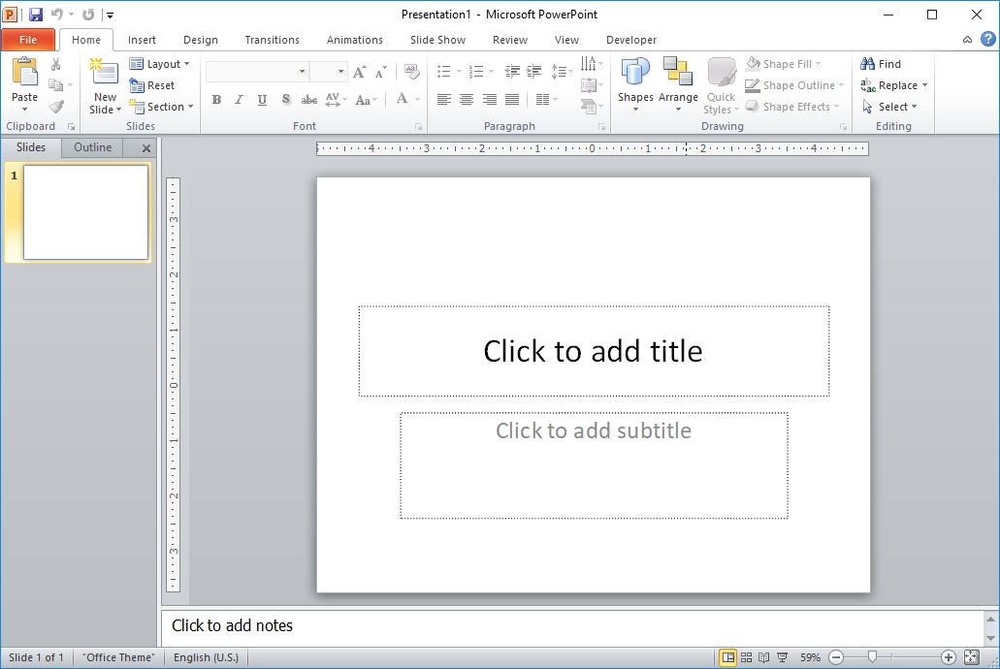 Presentation1 - Microsoft PowerPoint
File Home Insert Design Transitions Animations Slide Show Review View Developer
Paste
Clipboard
New
Slide
Layout
Reset
Section
Slides
B I U S abc AV Aa A
Font
Paragraph
Shapes
Arrange
Quick
Styles
Shape Fill
Shape Outline
Shape Effects
Drawing
Find
Replace
Select
Editing
Slides Outline
1
4 3 2 1 0 1 2 3 4
3
2
1
0
1
2
3
Click to add title
Click to add subtitle
Click to add notes
Slide 1 of 1 "Office Theme" English (U.S.) 59%